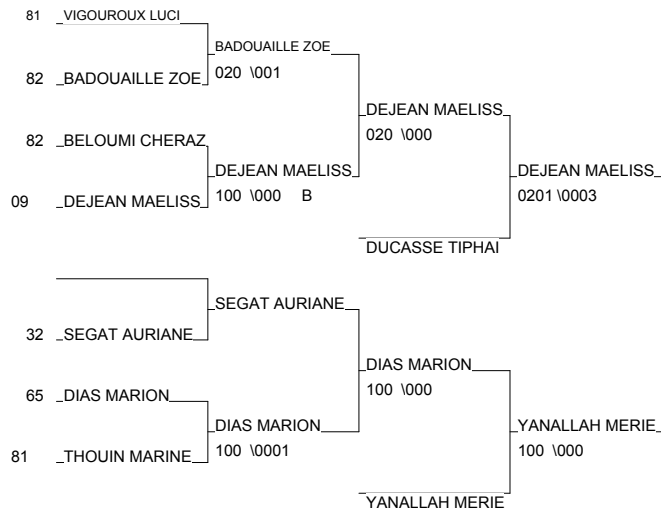 81 VIGOUROUX LUCI
BADOUAILLE ZOE
82 BADOUAILLE ZOE
020 \001
DEJEAN MAELISS
020 \000
82 BELOUMI CHERAZ
DEJEAN MAELISS
100 \000 B
DEJEAN MAELISS
0201 \0003
09 DEJEAN MAELISS
DUCASSE TIPHAI
SEGAT AURIANE
32 SEGAT AURIANE
DIAS MARION
100 \000
65 DIAS MARION
DIAS MARION
100 \0001
YANALLAH MERIE
100 \000
81 THOUIN MARINE
YANALLAH MERIE